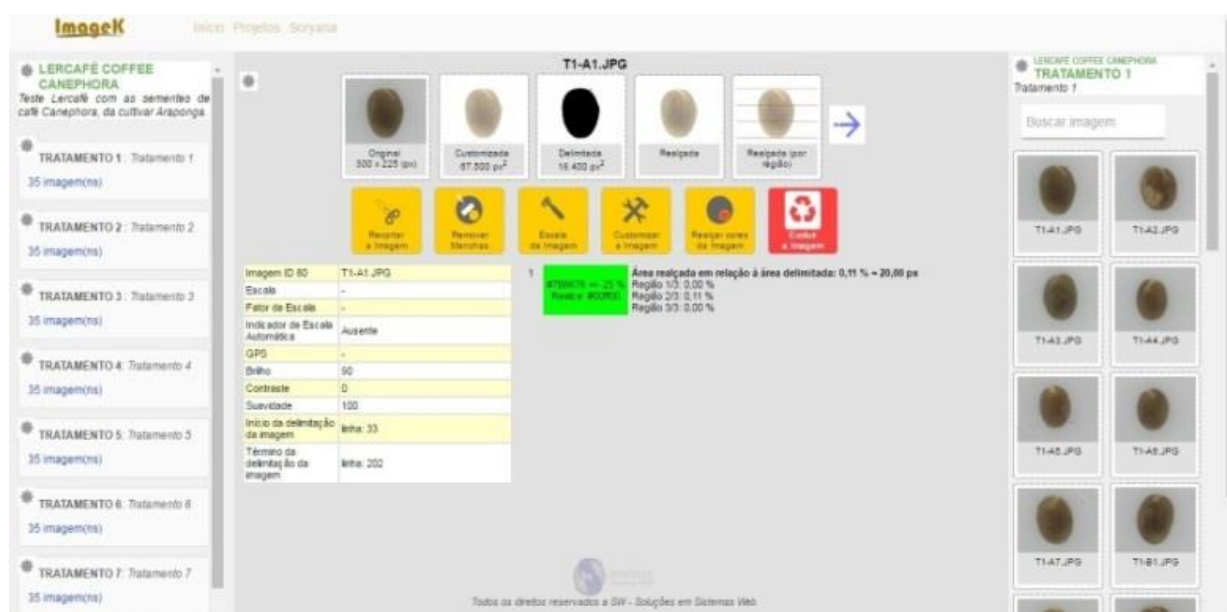 ImageK
Início Projetos Soryana
LERCAFÉ COFFEE
CANEPHORA
Teste Lercafé com as sementes de
café Canephora, da cultivar Araponga.
TRATAMENTO 1: Tratamento 1
35 imagem(ns)
TRATAMENTO 2: Tratamento 2
35 imagem(ns)
TRATAMENTO 3: Tratamento 3
35 imagem(ns)
TRATAMENTO 4: Tratamento 4
35 imagem(ns)
TRATAMENTO 5: Tratamento 5
35 imagem(ns)
TRATAMENTO 6: Tratamento 6
35 imagem(ns)
TRATAMENTO 7: Tratamento 7
35 imagem(ns)
T1-A1.JPG
Original
300 x 225 (px)
Customizada
67.500 px²
Delimitada
18.400 px²
Realçada
Realçada (por
região)
Recortar
a Imagem
Remover
Manchas
Escala
da Imagem
Customizar
a Imagem
Realçar cores
da Imagem
Excluir
a Imagem
Imagem ID 80 T1-A1.JPG
Escala -
Fator de Escala -
Indicador de Escala
Automática Ausente
GPS -
Brilho 90
Contraste 0
Suavidade 100
Início da delimitação
da imagem linha: 33
Término da
delimitação da
imagem linha: 202
1
+- 25 %
Realce: #00ff00
Área realçada em relação à área delimitada: 0,11 % = 20,00 px
Região 1/3: 0,00 %
Região 2/3: 0,11 %
Região 3/3: 0,00 %
Todos os direitos reservados a SW - Soluções em Sistemas Web
LERCAFÉ COFFEE CANEPHORA
TRATAMENTO 1
Tratamento 1
Buscar imagem
T1-A1.JPG
T1-A2.JPG
T1-A3.JPG
T1-A4.JPG
T1-A5.JPG
T1-A6.JPG
T1-A7.JPG
T1-B1.JPG